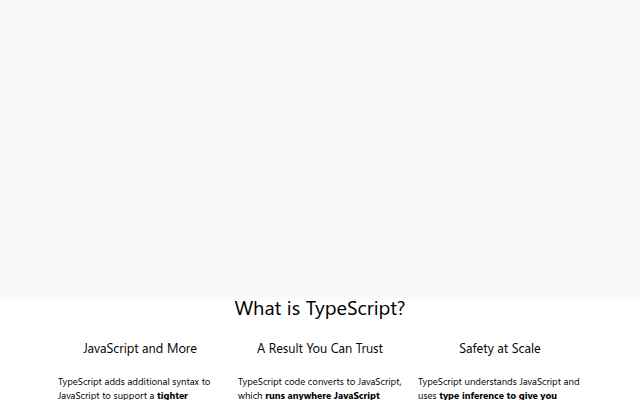 What is TypeScript?
JavaScript and More
A Result You Can Trust
Safety at Scale
TypeScript adds additional syntax to
JavaScript to support a tighter
TypeScript code converts to JavaScript,
which runs anywhere JavaScript
TypeScript understands JavaScript and
uses type inference to give you